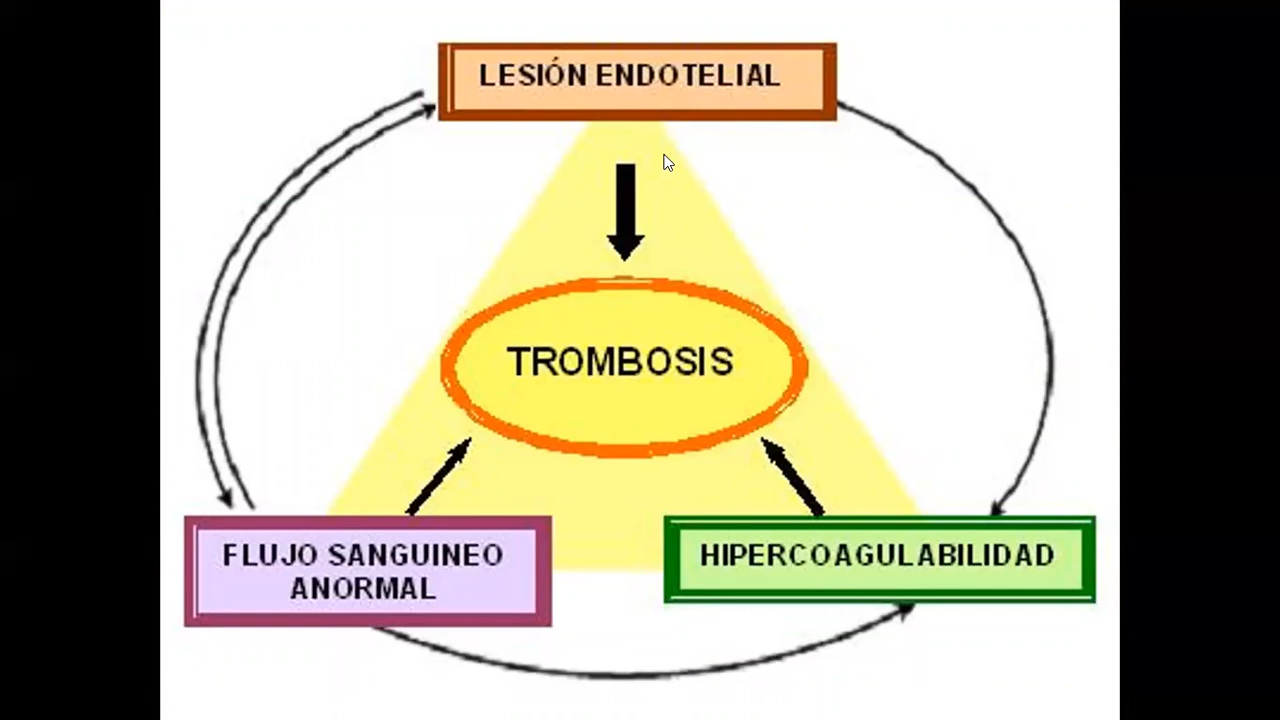 LESIÓN ENDOTELIAL
TROMBOSIS
FLUJO SANGUINEO
ANORMAL
HIPERCOAGULABILIDAD